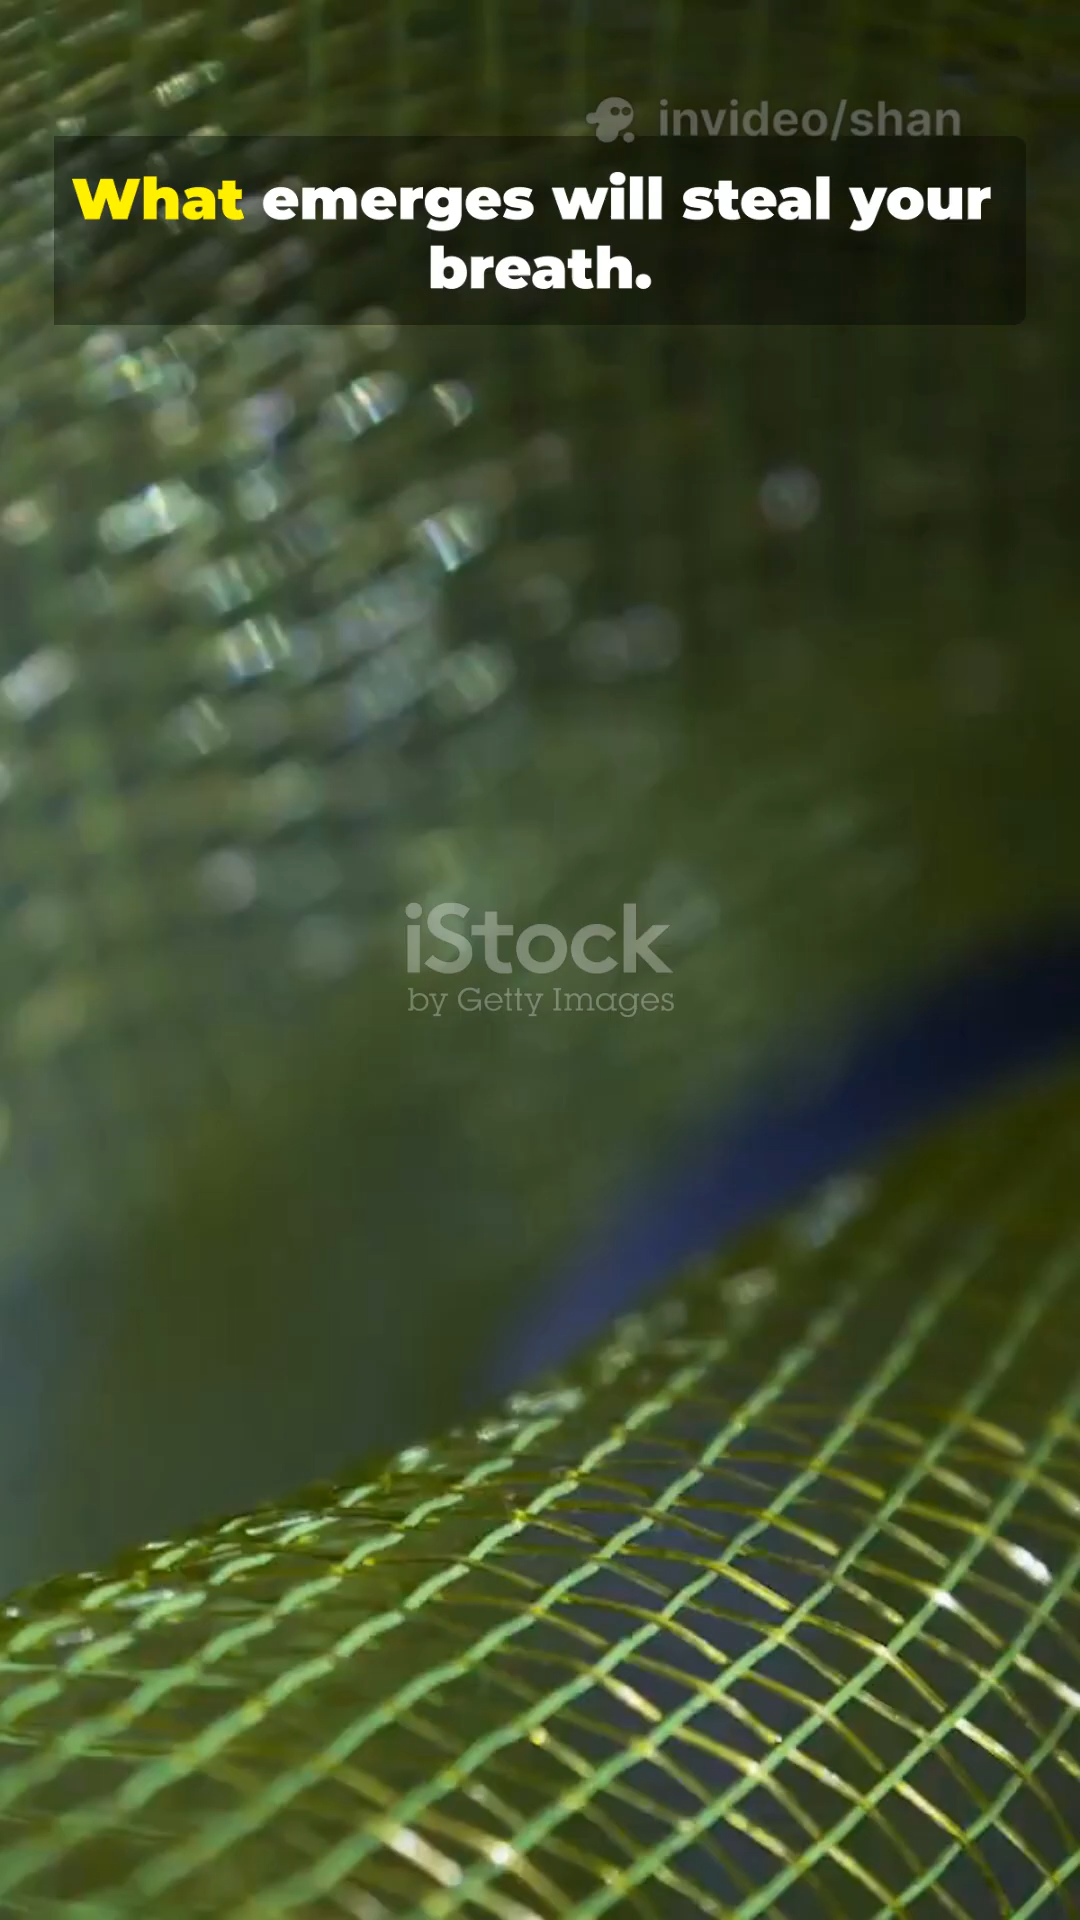 invideo/shan
What emerges will steal your
breath.
iStock
by Getty Images